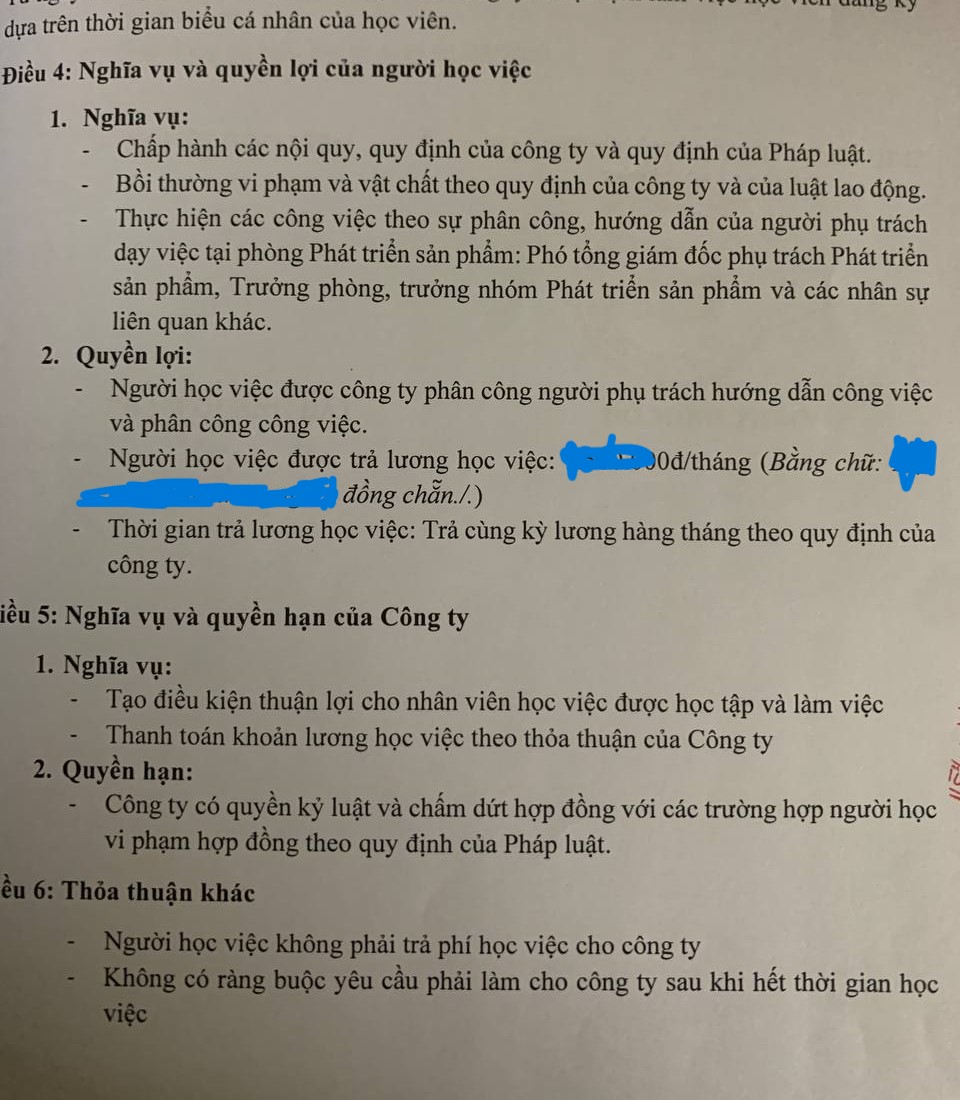 dựa trên thời gian biểu cá nhân của học viên.
Điều 4: Nghĩa vụ và quyền lợi của người học việc
1. Nghĩa vụ:
- Chấp hành các nội quy, quy định của công ty và quy định của Pháp luật.
- Bồi thường vi phạm và vật chất theo quy định của công ty và của luật lao động.
- Thực hiện các công việc theo sự phân công, hướng dẫn của người phụ trách
dạy việc tại phòng Phát triển sản phẩm: Phó tổng giám đốc phụ trách Phát triển
sản phẩm, Trưởng phòng, trưởng nhóm Phát triển sản phẩm và các nhân sự
liên quan khác.
2. Quyền lợi:
- Người học việc được công ty phân công người phụ trách hướng dẫn công việc
và phân công công việc.
- Người học việc được trả lương học việc: 00đ/tháng (Bằng chữ:
đồng chẵn./.)
- Thời gian trả lương học việc: Trả cùng kỳ lương hàng tháng theo quy định của
công ty.
iều 5: Nghĩa vụ và quyền hạn của Công ty
1. Nghĩa vụ:
- Tạo điều kiện thuận lợi cho nhân viên học việc được học tập và làm việc
- Thanh toán khoản lương học việc theo thỏa thuận của Công ty
2. Quyền hạn:
- Công ty có quyền kỷ luật và chấm dứt hợp đồng với các trường hợp người học
vi phạm hợp đồng theo quy định của Pháp luật.
ều 6: Thỏa thuận khác
- Người học việc không phải trả phí học việc cho công ty
- Không có ràng buộc yêu cầu phải làm cho công ty sau khi hết thời gian học
việc